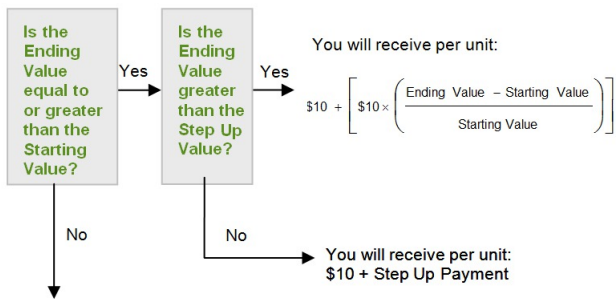 Is the
Ending
Value
equal to
or greater
than the
Starting
Value?
Yes
Is the
Ending
Value
greater
than the
Step Up
Value?
Yes
You will receive per unit:
$10 + [ $10 × ( Ending Value – Starting Value
Starting Value ) ]
No
No
You will receive per unit:
$10 + Step Up Payment